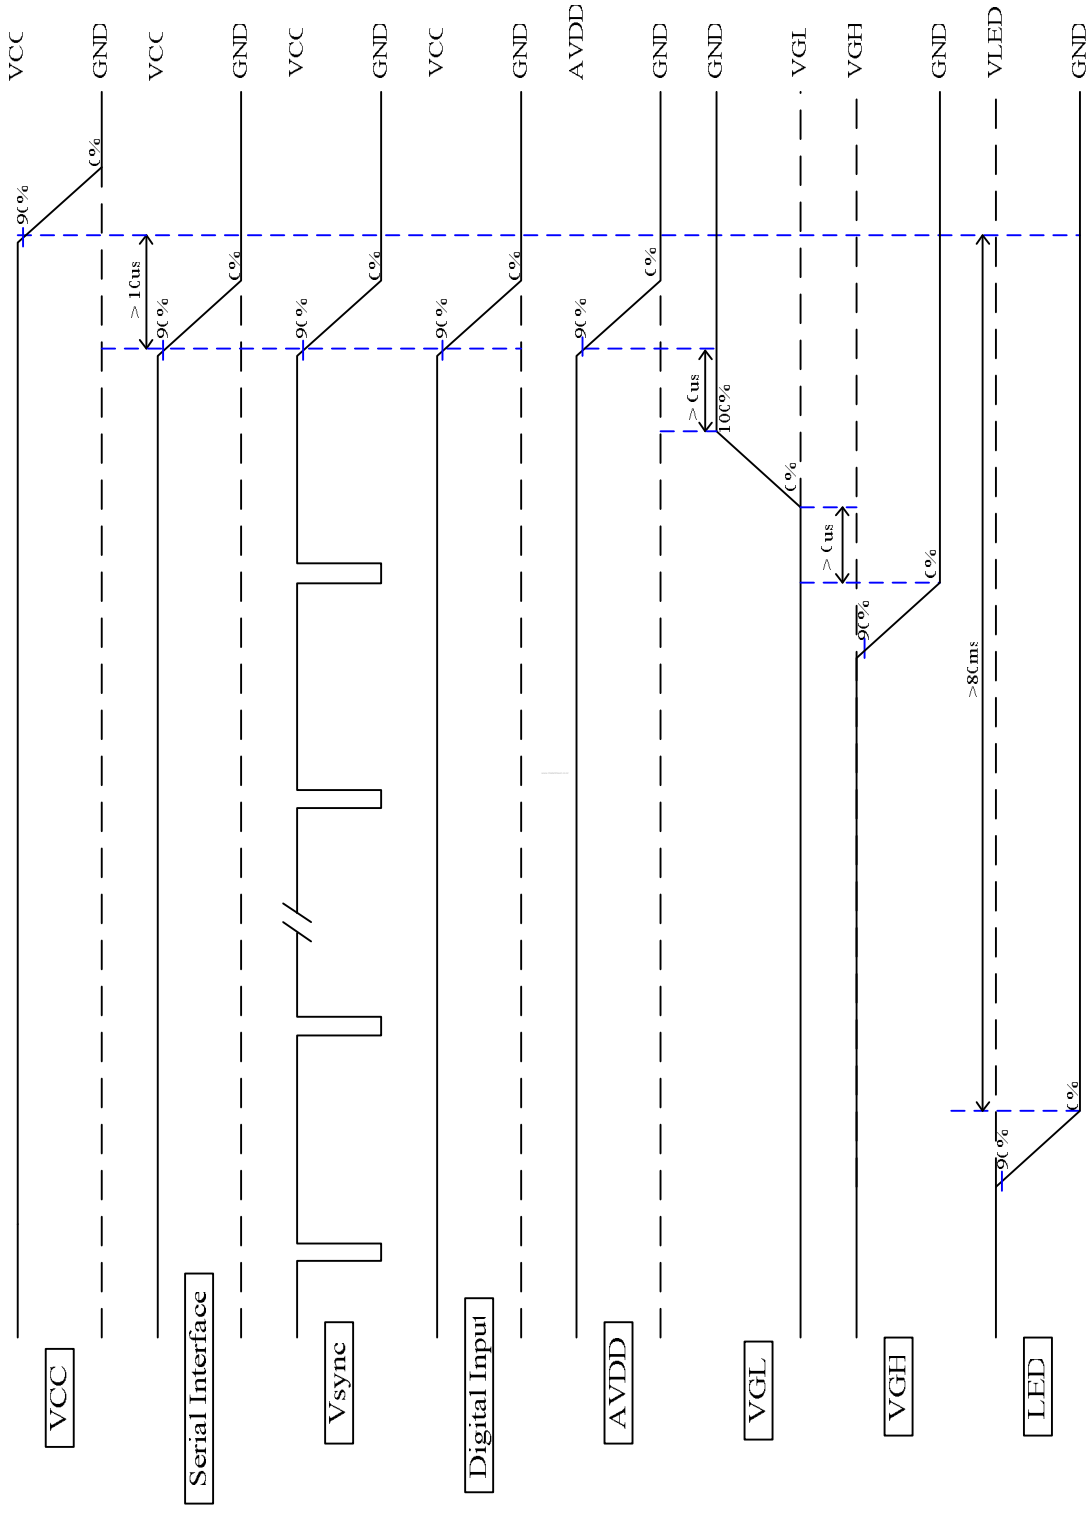 VCC
VCC
GND
90%
0%
> 10us
Serial Interface
VCC
GND
90%
0%
Vsync
VCC
GND
90%
0%
Digital Input
VCC
GND
90%
0%
AVDD
AVDD
GND
90%
0%
> 0us
VGL
GND
VGL
100%
0%
> 0us
VGH
VGH
GND
90%
0%
>80ms
LED
VLED
GND
90%
0%